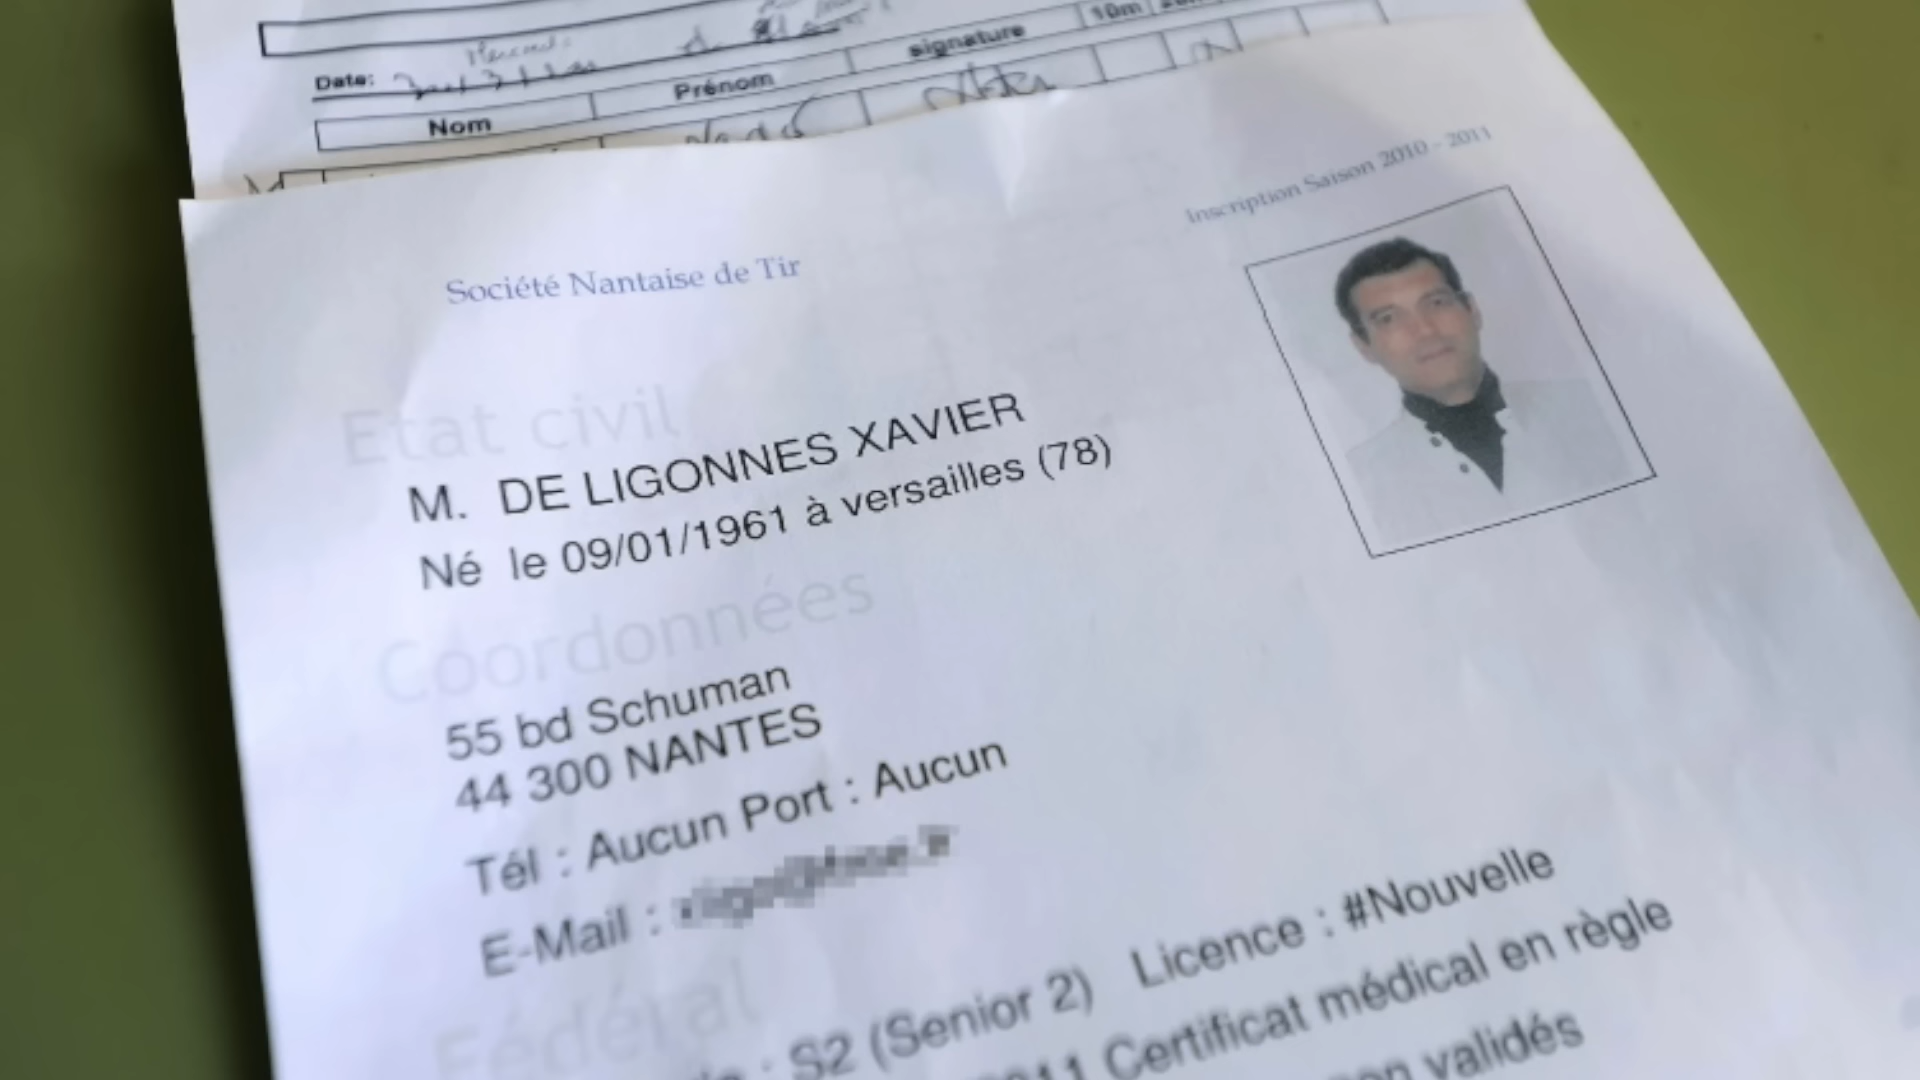 10m
Date:
Nom Prénom signature
Inscription Saison 2010 - 2011
Société Nantaise de Tir
Etat civil
M. DE LIGONNES XAVIER
Né le 09/01/1961 à versailles (78)
Coordonnées
55 bd Schuman
44 300 NANTES
Tél : Aucun Port : Aucun
E-Mail :
Fédéral
: S2 (Senior 2) Licence : #Nouvelle
Certificat médical en règle
validés